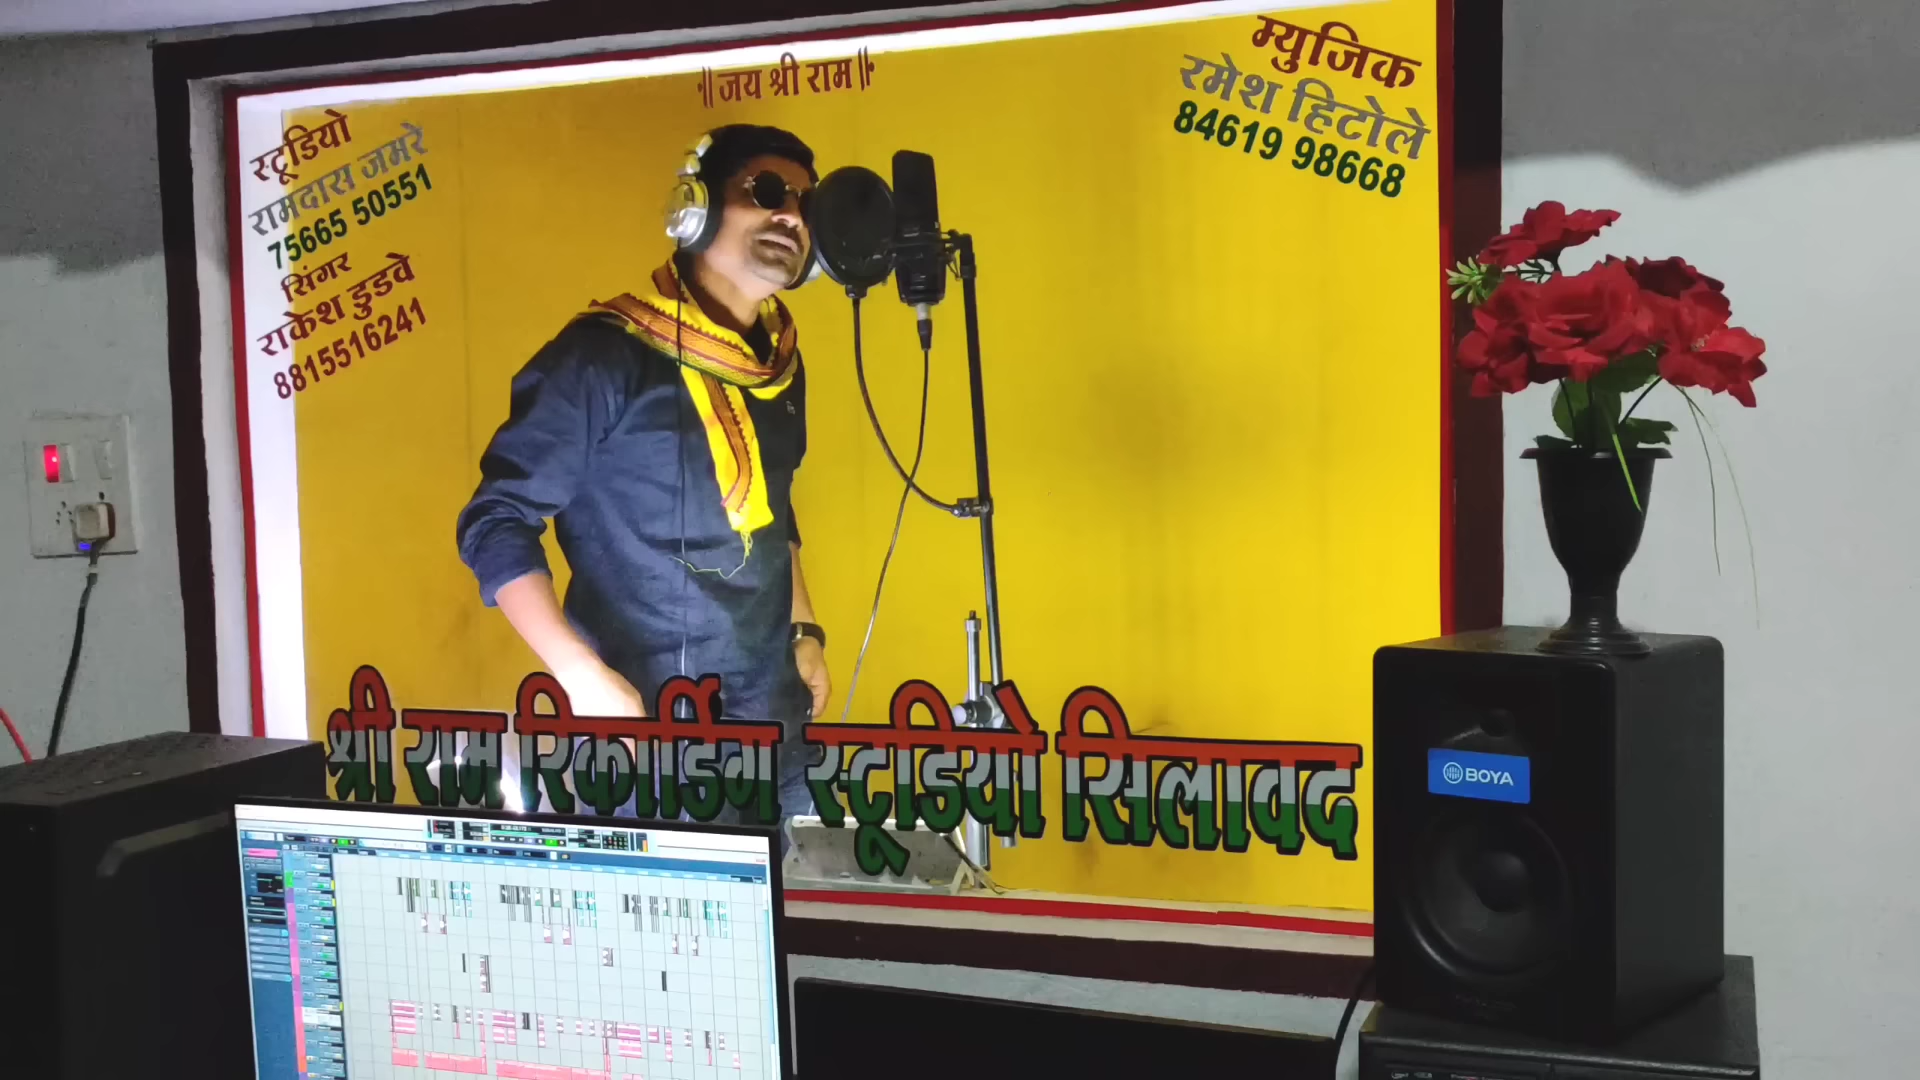 ॥ जय श्री राम ॥
स्टूडियो
रामदास जमरे
75665 50551
सिंगर
राकेश डुडवे
8815516241
म्युजिक
रमेश हिटोले
84619 98668
श्री राम रिकार्डिंग स्टूडियो सिलावद
BOYA